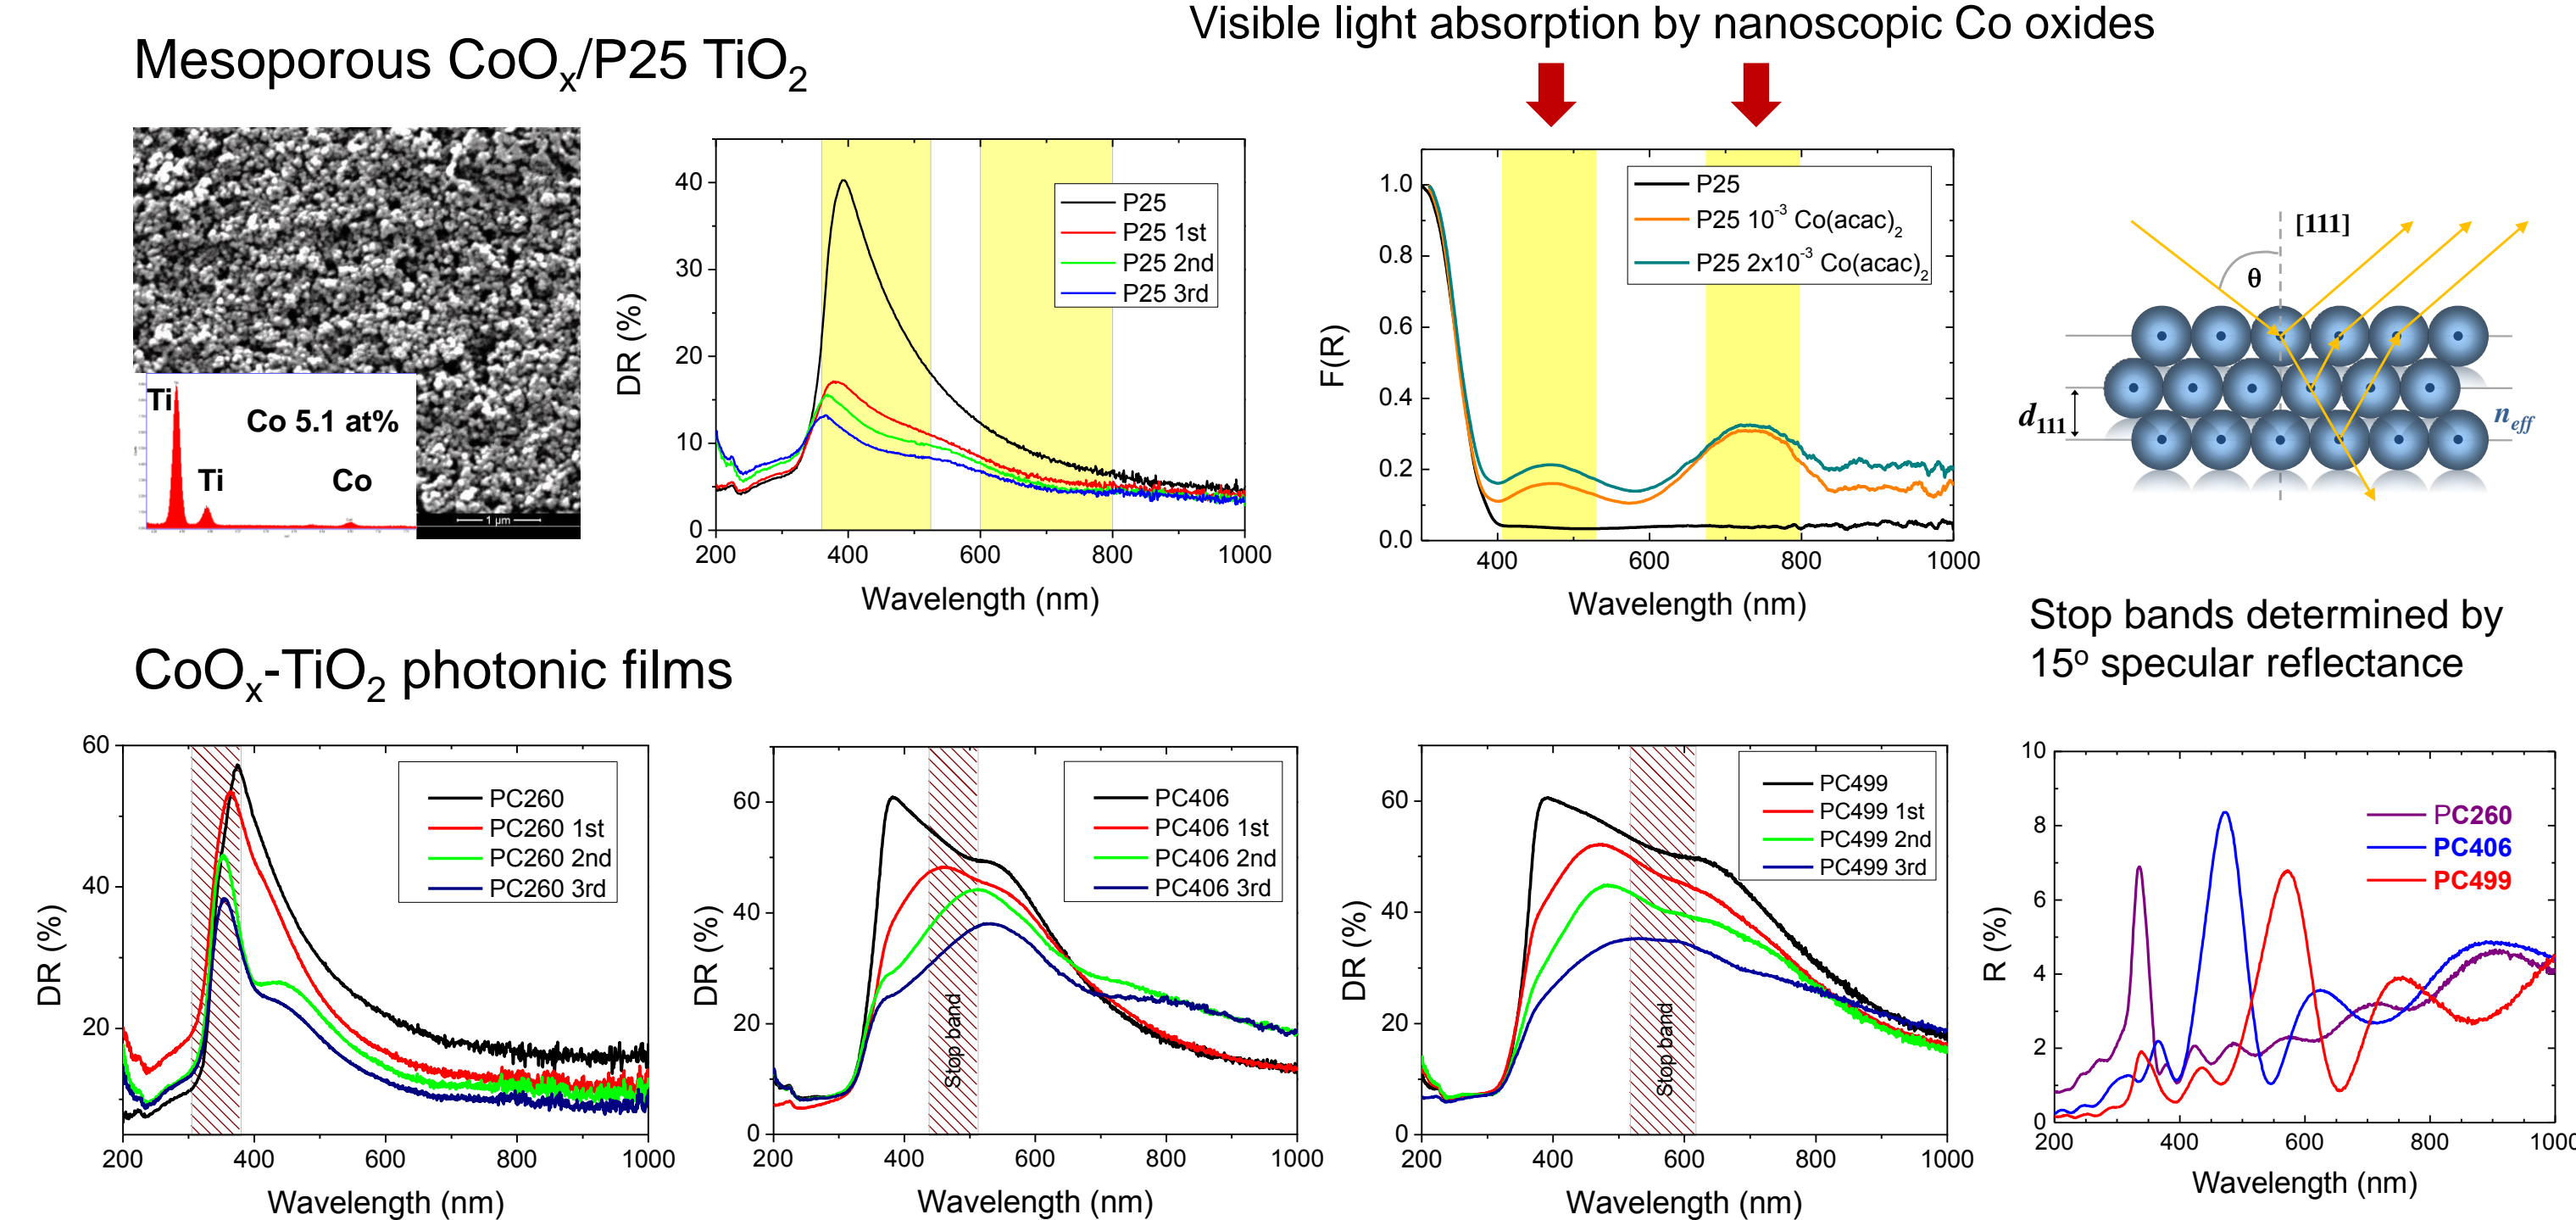 Visible light absorption by nanoscopic Co oxides
Mesoporous CoOₓ/P25 TiO₂
Ti
Co 5.1 at%
Ti
Co
1 µm
DR (%)
40
30
20
10
0
200 400 600 800 1000
Wavelength (nm)
P25
P25 1st
P25 2nd
P25 3rd
F(R)
1.0
0.8
0.6
0.4
0.2
0.0
400 600 800 1000
Wavelength (nm)
P25
P25 10⁻³ Co(acac)₂
P25 2x10⁻³ Co(acac)₂
[111]
θ
d₁₁₁
n_eff
Stop bands determined by
15º specular reflectance
CoOₓ-TiO₂ photonic films
DR (%)
60
40
20
200 400 600 800 1000
Wavelength (nm)
PC260
PC260 1st
PC260 2nd
PC260 3rd
DR (%)
60
40
20
0
200 400 600 800 1000
Wavelength (nm)
PC406
PC406 1st
PC406 2nd
PC406 3rd
Stop band
DR (%)
60
40
20
0
200 400 600 800 1000
Wavelength (nm)
PC499
PC499 1st
PC499 2nd
PC499 3rd
Stop band
R (%)
10
8
6
4
2
0
200 400 600 800 1000
Wavelength (nm)
PC260
PC406
PC499